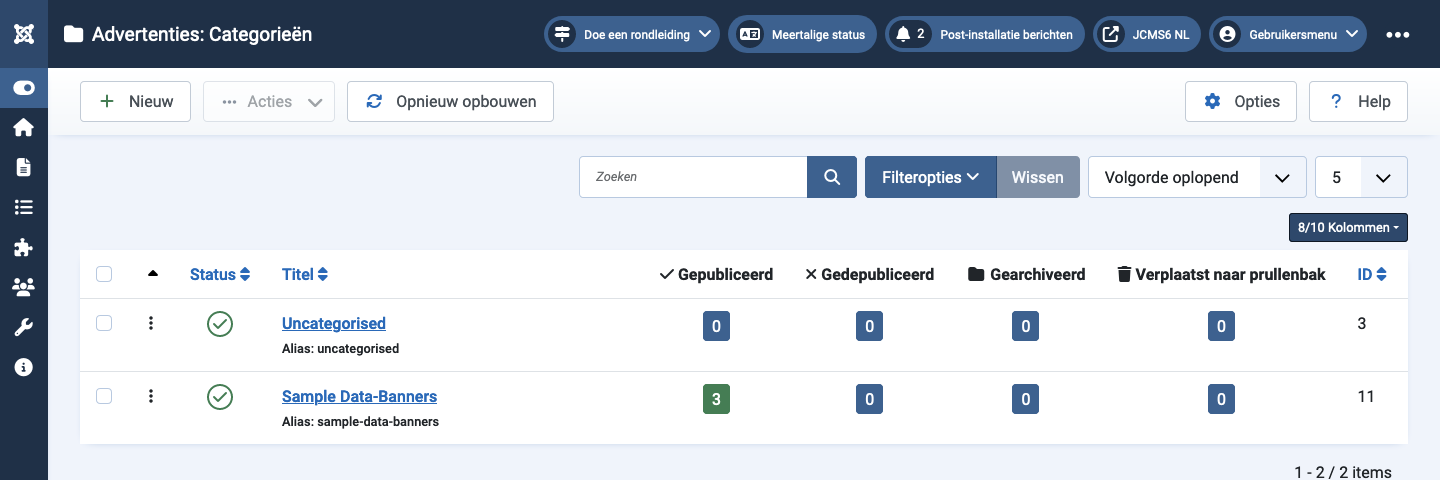 Advertenties: Categorieën
Doe een rondleiding
Meertalige status
2 Post-installatie berichten
JCMS6 NL
Gebruikersmenu
Nieuw
Acties
Opnieuw opbouwen
Opties
? Help
Zoeken
Filteropties
Wissen
Volgorde oplopend
5
8/10 Kolommen
Status Titel Gepubliceerd Gedepubliceerd Gearchiveerd Verplaatst naar prullenbak ID
Uncategorised 0 0 0 0 3
Alias: uncategorised
Sample Data-Banners 3 0 0 0 11
Alias: sample-data-banners
1 - 2 / 2 items